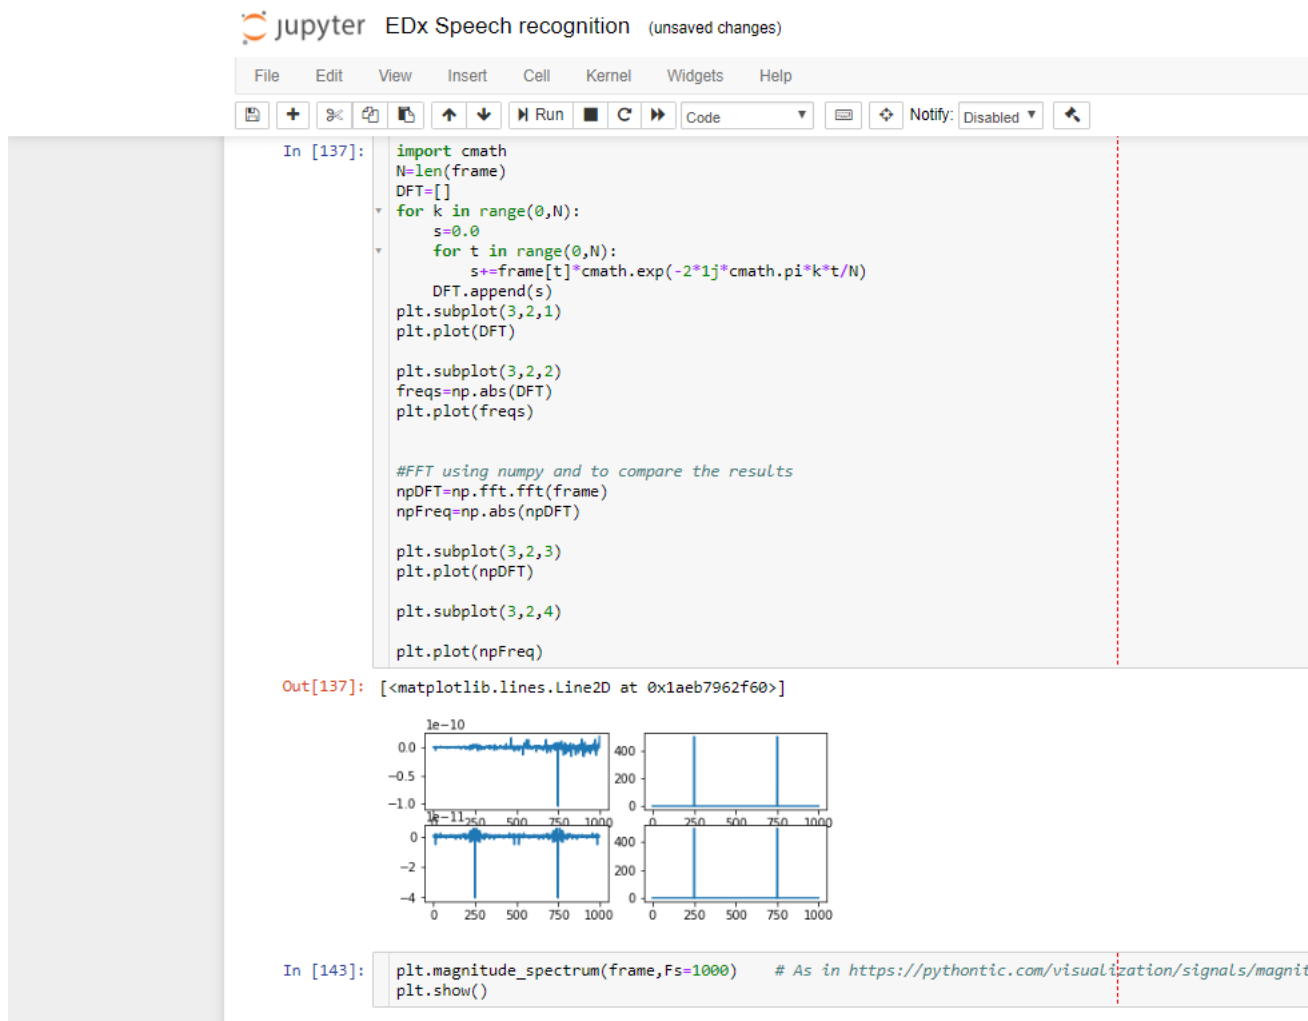 jupyter EDx Speech recognition (unsaved changes)
File Edit View Insert Cell Kernel Widgets Help
Run Code Notify: Disabled
In [137]:
import cmath
N=len(frame)
DFT=[]
for k in range(0,N):
    s=0.0
    for t in range(0,N):
        s+=frame[t]*cmath.exp(-2*1j*cmath.pi*k*t/N)
    DFT.append(s)
plt.subplot(3,2,1)
plt.plot(DFT)
plt.subplot(3,2,2)
freqs=np.abs(DFT)
plt.plot(freqs)
#FFT using numpy and to compare the results
npDFT=np.fft.fft(frame)
npFreq=np.abs(npDFT)
plt.subplot(3,2,3)
plt.plot(npDFT)
plt.subplot(3,2,4)
plt.plot(npFreq)
Out[137]: [<matplotlib.lines.Line2D at 0x1aeb7962f60>]
1e-10
0.0
-0.5
-1.0
0 250 500 750 1000
400
200
0
0 250 500 750 1000
1e-11
0
-2
-4
0 250 500 750 1000
400
200
0
0 250 500 750 1000
In [143]:
plt.magnitude_spectrum(frame,Fs=1000) # As in https://pythontic.com/visualization/signals/magnit
plt.show()